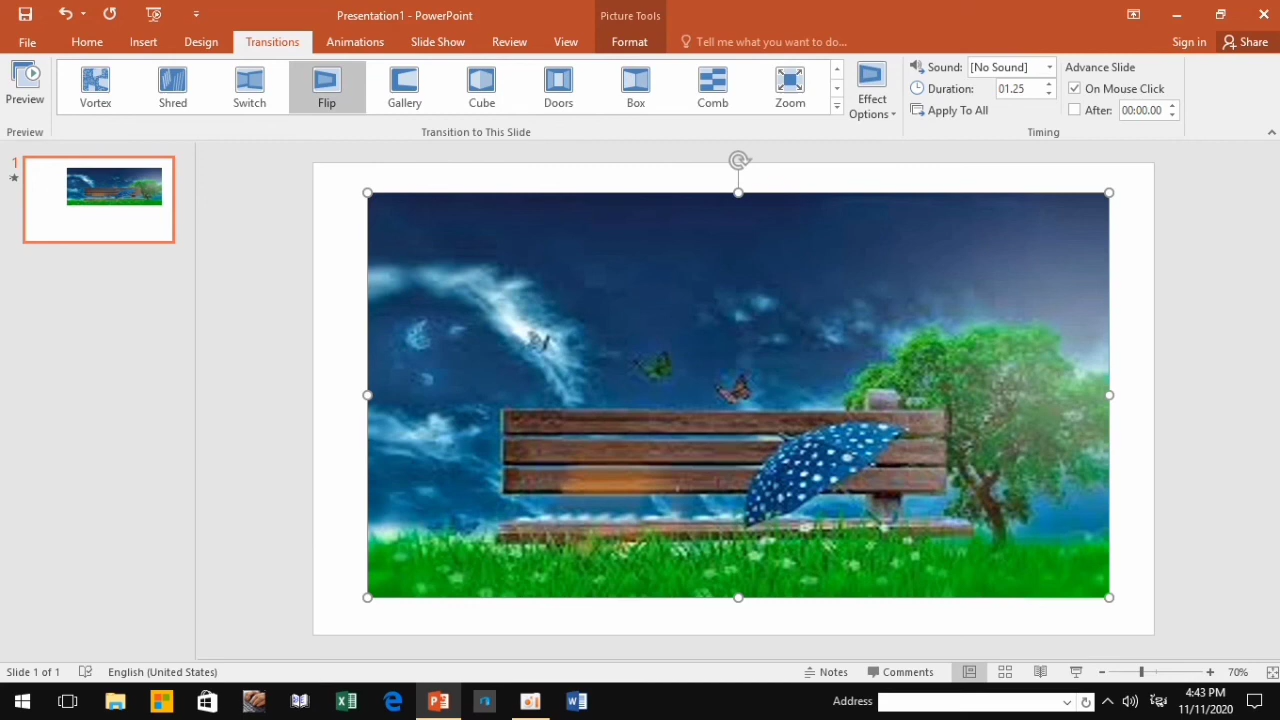 Presentation1 - PowerPoint
Picture Tools
File
Home
Insert
Design
Transitions
Animations
Slide Show
Review
View
Format
Tell me what you want to do...
Sign in
Share
Preview
Vortex
Shred
Switch
Flip
Gallery
Cube
Doors
Box
Comb
Zoom
Effect
Options
Sound: [No Sound]
Duration: 01.25
Apply To All
Advance Slide
On Mouse Click
After: 00:00.00
Preview
Transition to This Slide
Timing
1
Slide 1 of 1
English (United States)
Notes
Comments
70%
Address
4:43 PM
11/11/2020